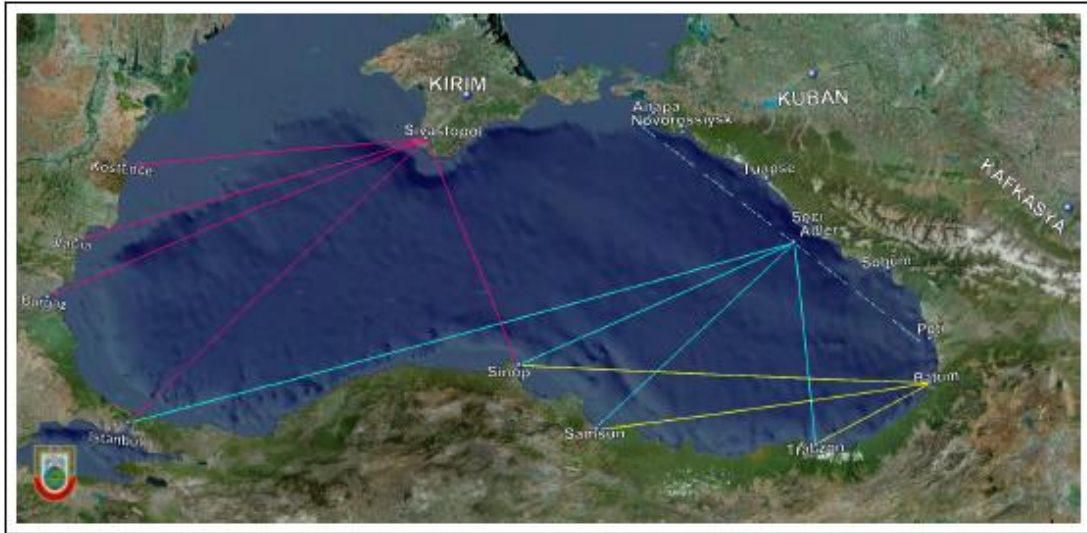 KIRIM
KUBAN
Anapa
Novorossiysk
Sivastopol
Köstence
Tuapse
KAFKASYA
Soçi
Adler
Varna
Sohum
Burgaz
Poti
Sinop
Batum
İstanbul
Samsun
Trabzon